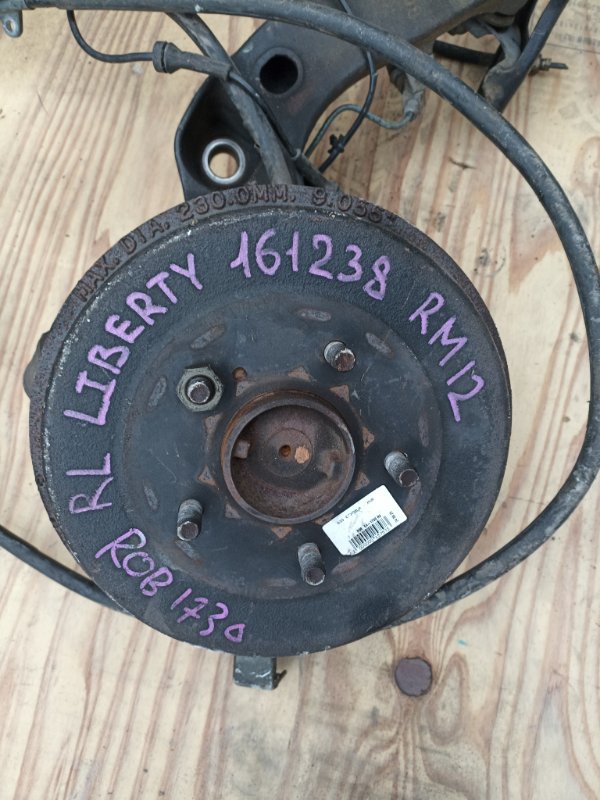 MAX. DIA. 230.0MM. 9.055"
RL LIBERTY 161238 RM12
ROB1730